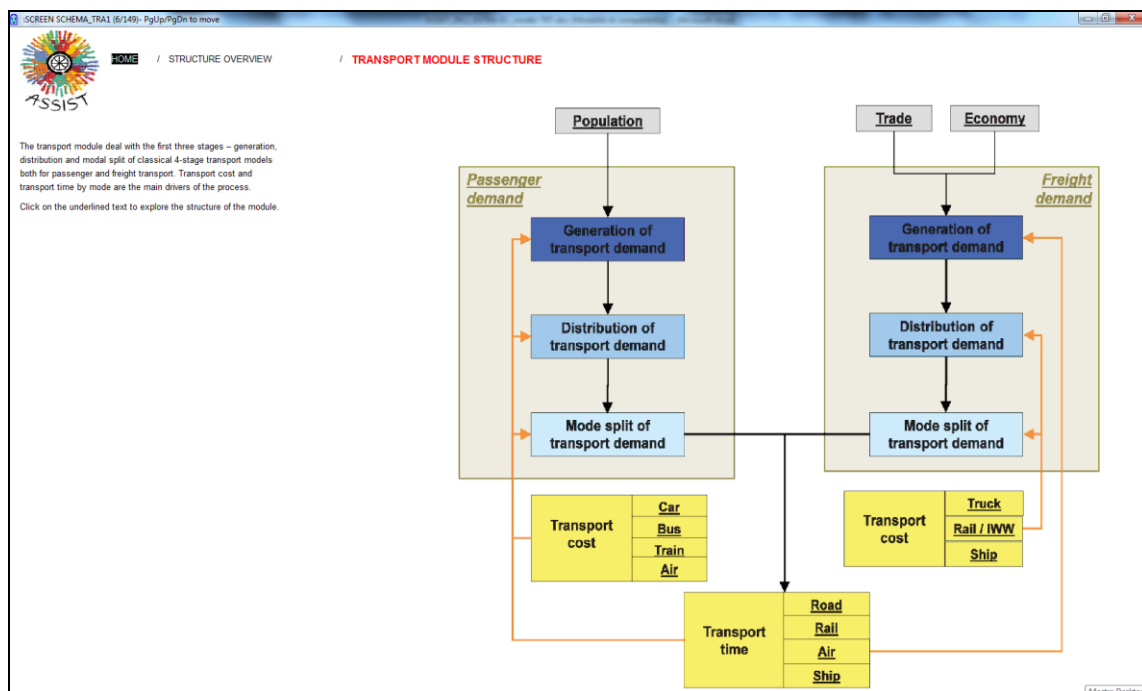 :SCREEN SCHEMA_TRA1 (6/149)- PgUp/PgDn to move
ASSIST
HOME / STRUCTURE OVERVIEW / TRANSPORT MODULE STRUCTURE
The transport module deal with the first three stages – generation,
distribution and modal split of classical 4-stage transport models
both for passenger and freight transport. Transport cost and
transport time by mode are the main drivers of the process.
Click on the underlined text to explore the structure of the module.
Population
Trade
Economy
Passenger
demand
Generation of
transport demand
Distribution of
transport demand
Mode split of
transport demand
Freight
demand
Generation of
transport demand
Distribution of
transport demand
Mode split of
transport demand
Transport
cost
Car
Bus
Train
Air
Transport
cost
Truck
Rail / IWW
Ship
Transport
time
Road
Rail
Air
Ship